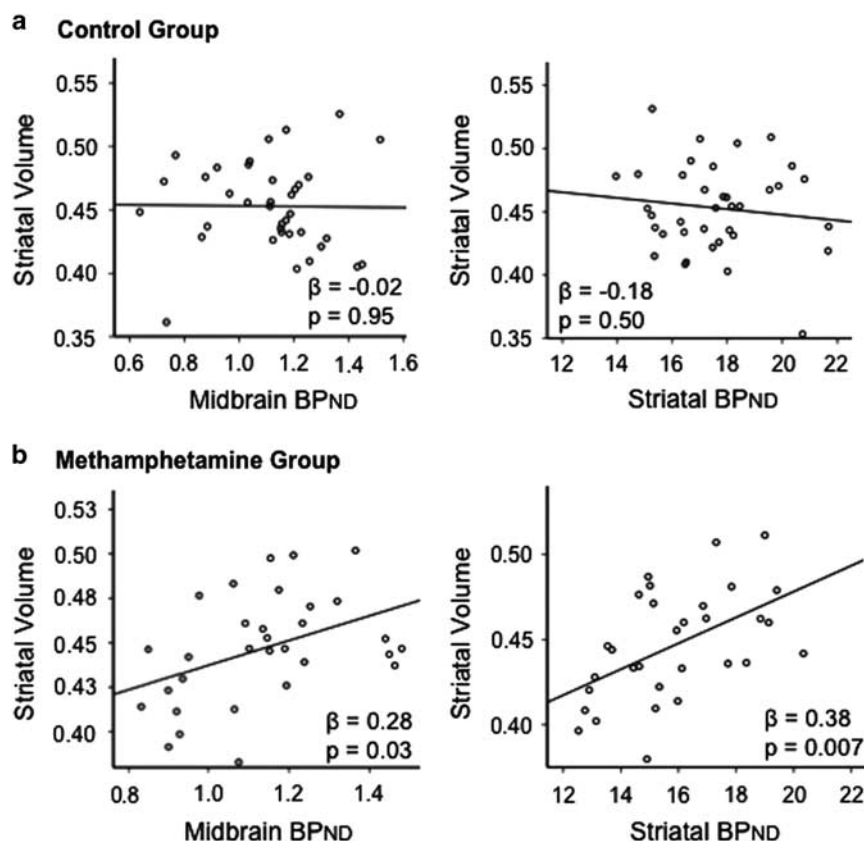 a Control Group
Striatal Volume
0.55
0.50
0.45
0.40
0.35
β = -0.02
p = 0.95
0.6 0.8 1.0 1.2 1.4 1.6
Midbrain BPND
Striatal Volume
0.55
0.50
0.45
0.40
0.35
β = -0.18
p = 0.50
12 14 16 18 20 22
Striatal BPND
b Methamphetamine Group
Striatal Volume
0.53
0.50
0.48
0.45
0.43
0.40
β = 0.28
p = 0.03
0.8 1.0 1.2 1.4
Midbrain BPND
Striatal Volume
0.50
0.45
0.40
β = 0.38
p = 0.007
12 14 16 18 20 22
Striatal BPND